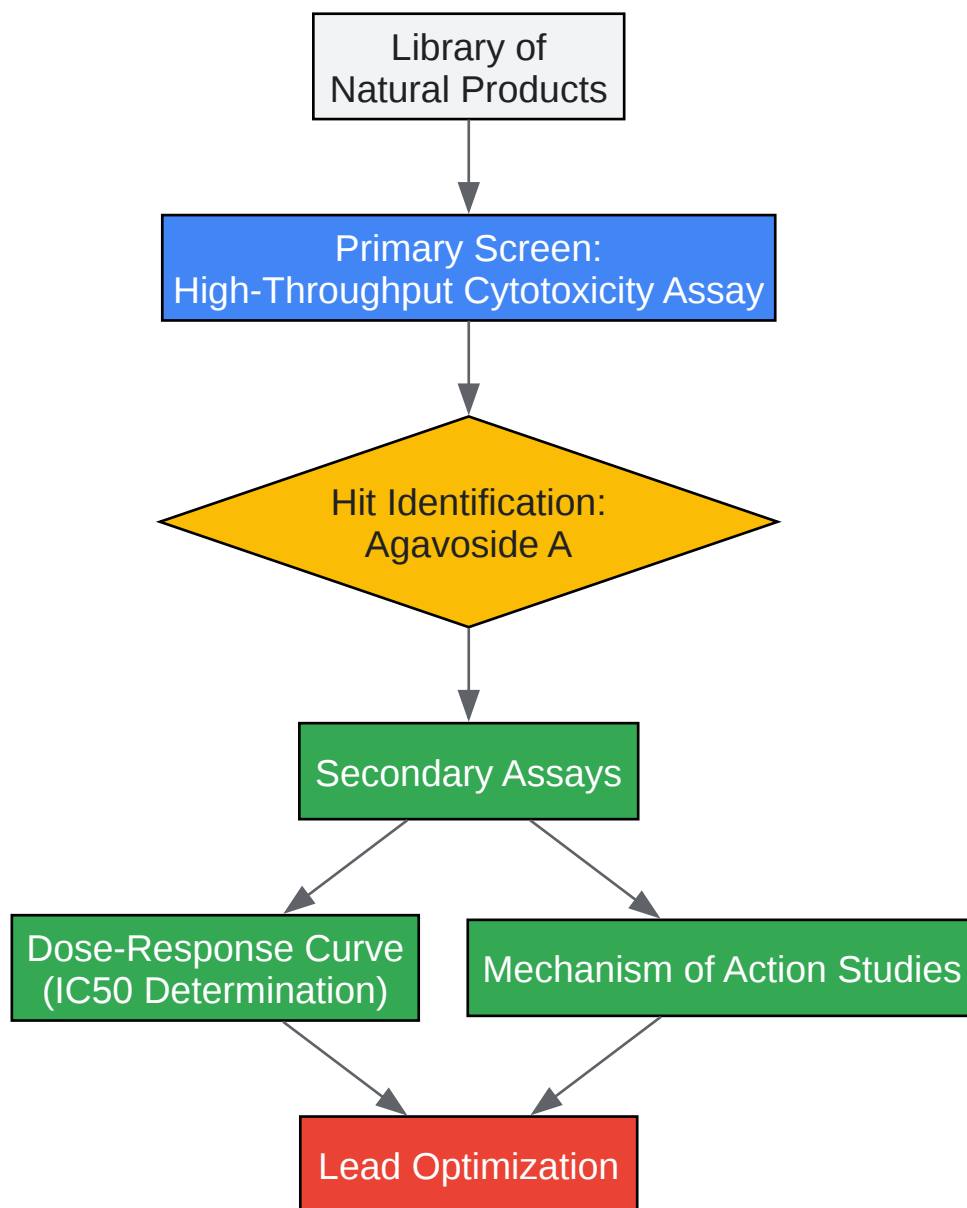 Library of
Natural Products
Primary Screen:
High-Throughput Cytotoxicity Assay
Hit Identification:
Agavoside A
Secondary Assays
Dose-Response Curve
(IC50 Determination)
Mechanism of Action Studies
Lead Optimization